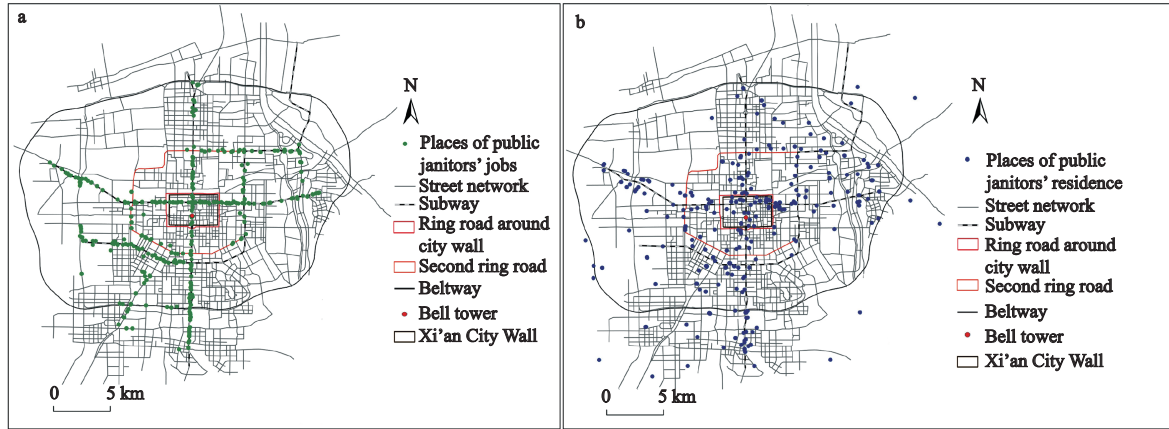 a
N
Places of public
janitors' jobs
Street network
Subway
Ring road around
city wall
Second ring road
Beltway
Bell tower
Xi'an City Wall
0 5 km
b
N
Places of public
janitors' residence
Street network
Subway
Ring road around
city wall
Second ring road
Beltway
Bell tower
Xi'an City Wall
0 5 km